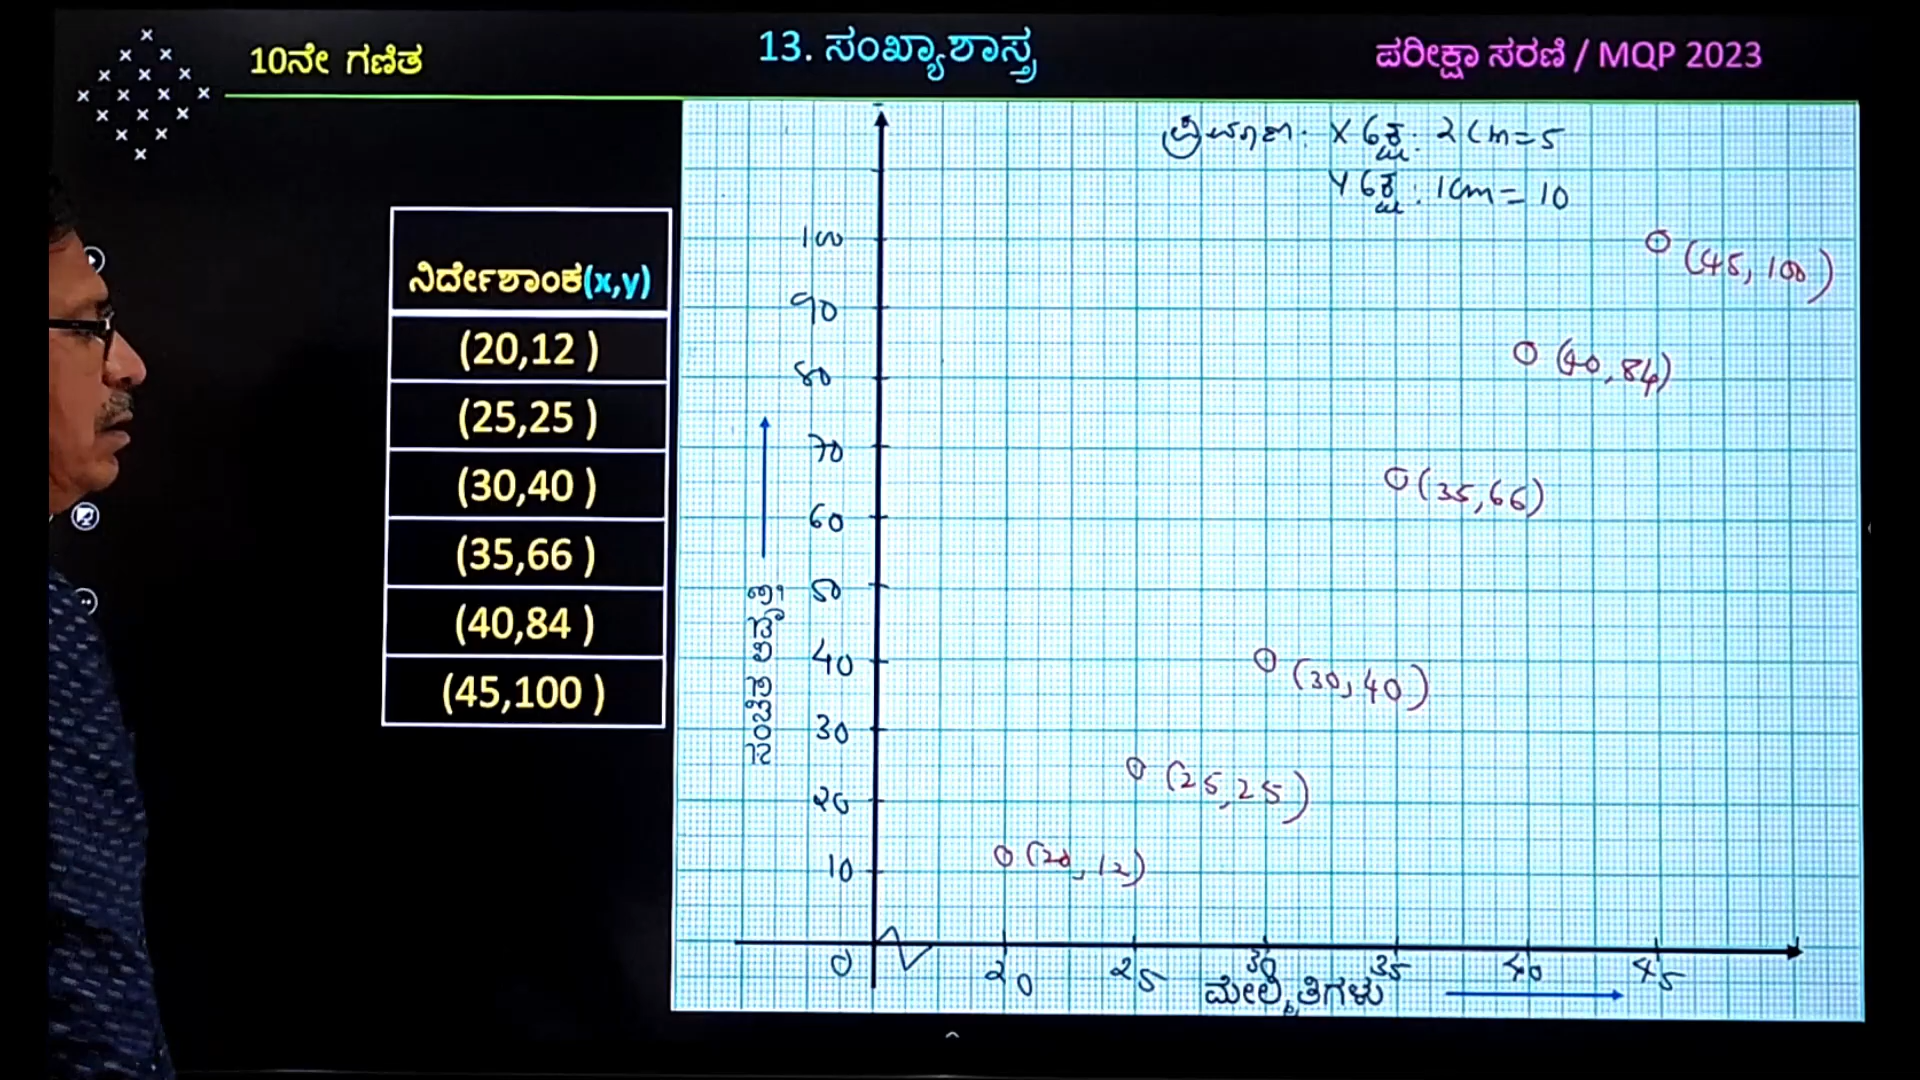 10ನೇ ಗಣಿತ
13. ಸಂಖ್ಯಾಶಾಸ್ತ್ರ
ಪರೀಕ್ಷಾ ಸರಣಿ / MQP 2023
ನಿರ್ದೇಶಾಂಕ(x,y)
(20,12 )
(25,25 )
(30,40 )
(35,66 )
(40,84 )
(45,100 )
ಪ್ರಮಾಣ: X ಅಕ್ಷ: 2 Cm = 5
Y ಅಕ್ಷ: 1 Cm = 10
100
90
80
70
60
50
40
30
20
10
0
ಸಂಚಿತ ಆವೃತ್ತಿ
(45, 100)
(40, 84)
(35, 66)
(30, 40)
(25, 25)
(20, 12)
20 25 30 35 40 45
ಮೇಲ್ಮಿತಿಗಳು